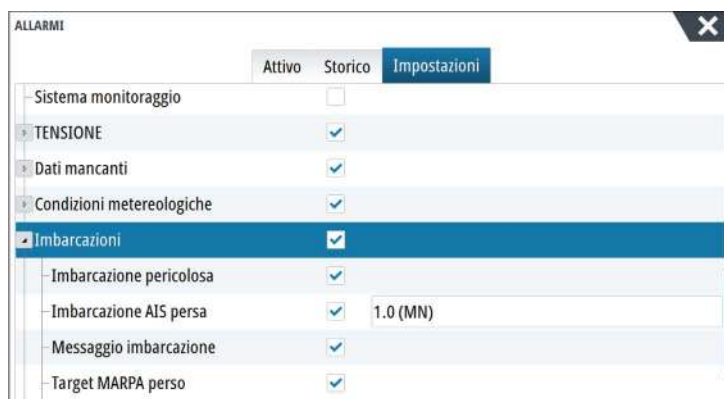 ALLARMI
Attivo Storico Impostazioni
Sistema monitoraggio
TENSIONE
Dati mancanti
Condizioni metereologiche
Imbarcazioni
Imbarcazione pericolosa
Imbarcazione AIS persa 1.0 (MN)
Messaggio imbarcazione
Target MARPA perso